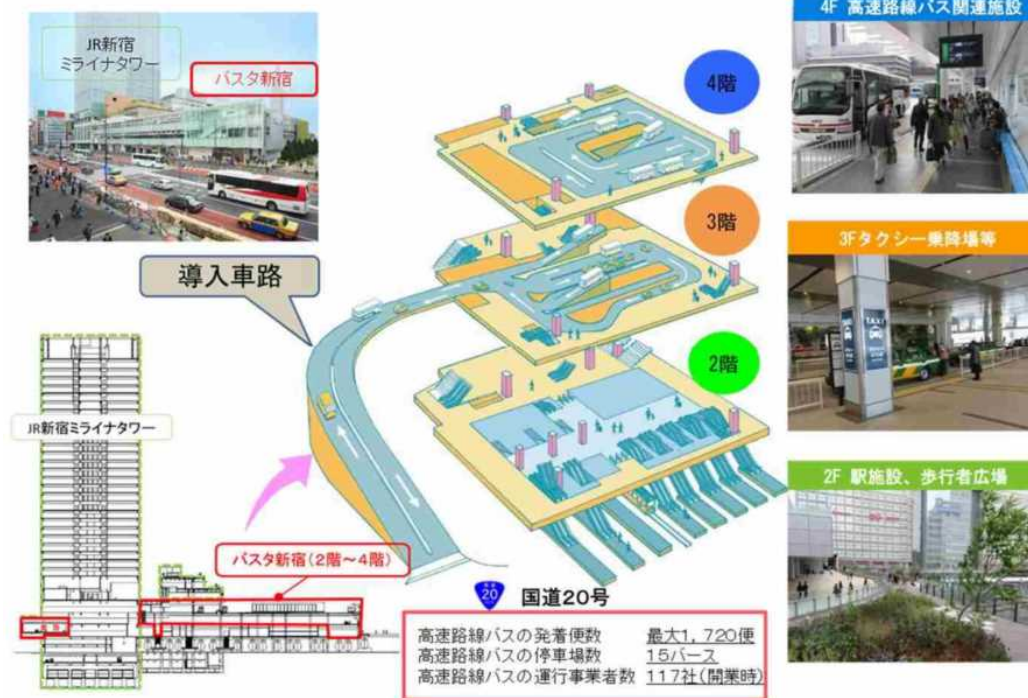 JR新宿
ミライナタワー
バスタ新宿
導入車路
4階
3階
2階
4F 高速路線バス関連施設
3Fタクシー乗降場等
TAXI
2F 駅施設、歩行者広場
JR新宿ミライナタワー
バスタ新宿(2階～4階)
20
国道20号
高速路線バスの発着便数 最大1,720便
高速路線バスの停車場数 15バース
高速路線バスの運行事業者数 117社(開業時)